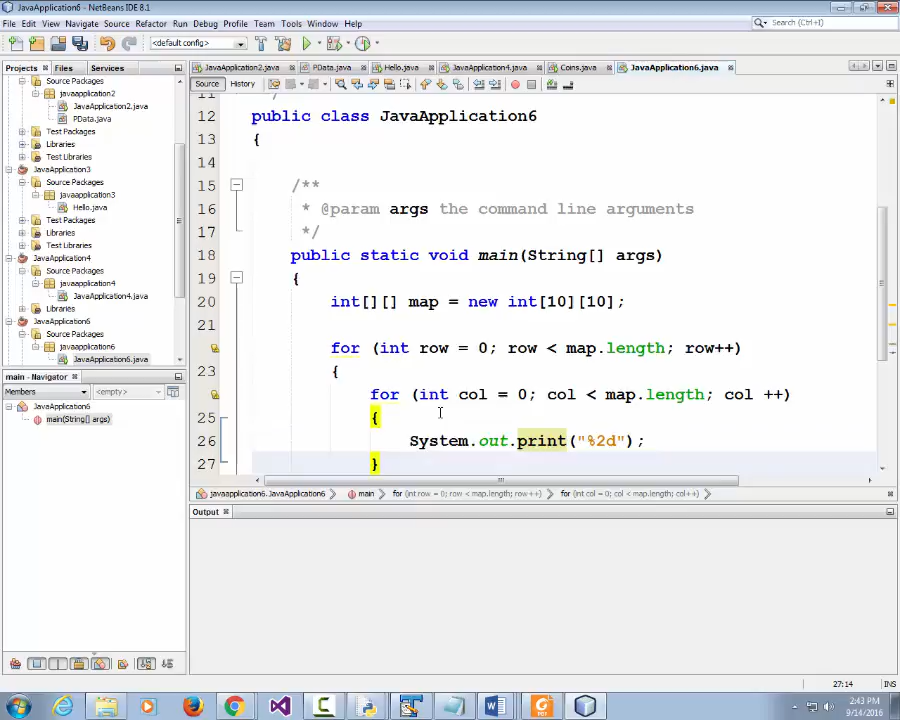 JavaApplication6 - NetBeans IDE 8.1
File Edit View Navigate Source Refactor Run Debug Profile Team Tools Window Help
Search (Ctrl+I)
<default config>
Projects Files Services
Source Packages
javaapplication2
JavaApplication2.java
PData.java
Test Packages
Libraries
Test Libraries
JavaApplication3
Source Packages
javaapplication3
Hello.java
Test Packages
Libraries
Test Libraries
JavaApplication4
Source Packages
javaapplication4
JavaApplication4.java
Libraries
JavaApplication6
Source Packages
javaapplication6
JavaApplication6.java
main - Navigator
Members <empty>
JavaApplication6
main(String[] args)
JavaApplication2.java PData.java Hello.java JavaApplication4.java Coins.java JavaApplication6.java
Source History
11 /
12 public class JavaApplication6
13 {
14
15 /**
16 * @param args the command line arguments
17 */
18 public static void main(String[] args)
19 {
20 int[][] map = new int[10][10];
21
for (int row = 0; row < map.length; row++)
23 {
for (int col = 0; col < map.length; col ++)
25 {
26 System.out.print("%2d");
27 }
javaapplication6.JavaApplication6 main for (int row = 0; row < map.length; row++) for (int col = 0; col < map.length; col++)
Output
27:14 INS
2:43 PM
9/14/2016